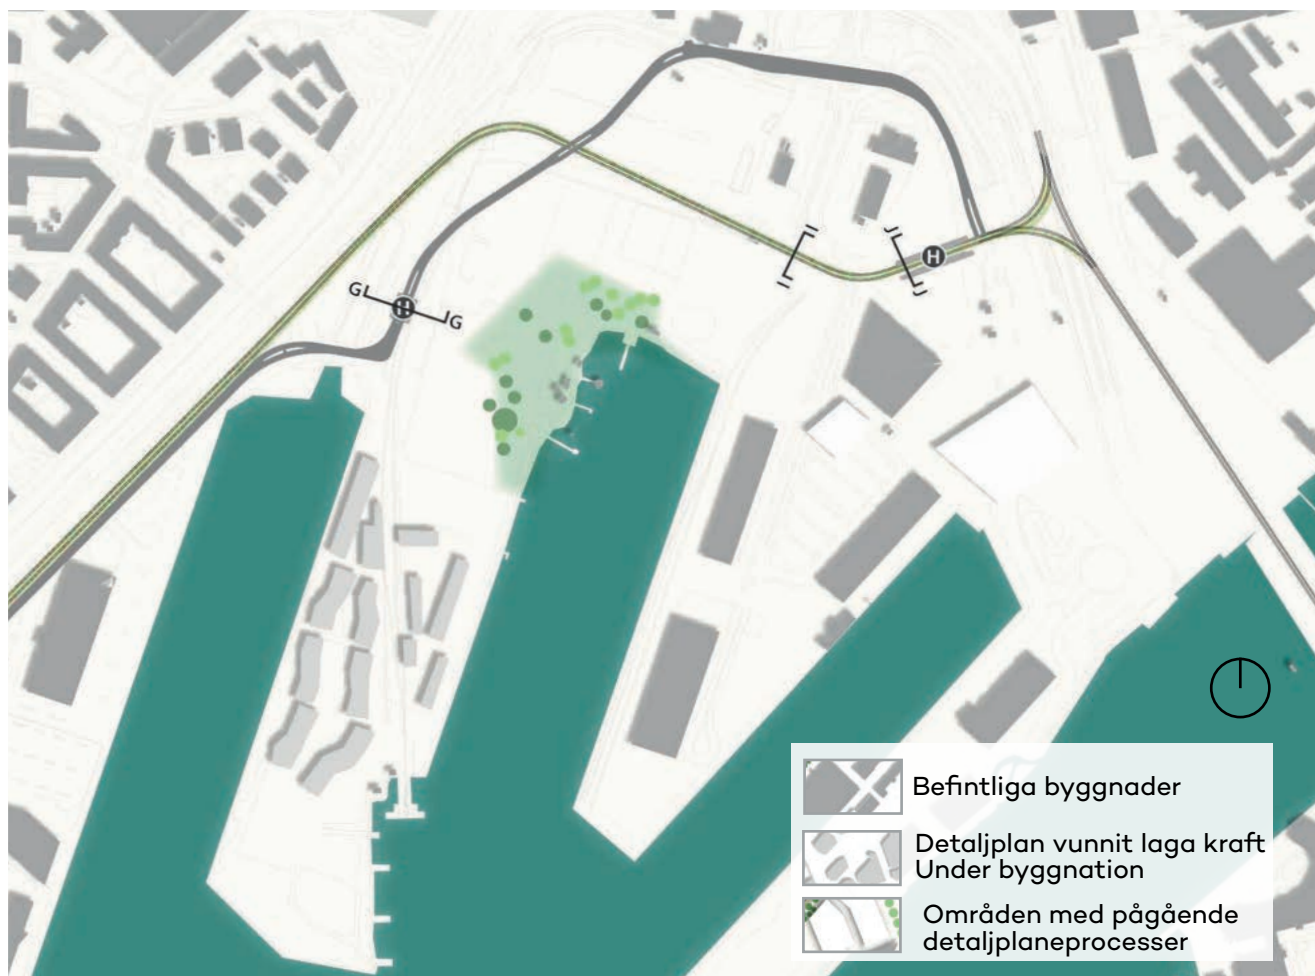 I
J
H
I
J
G
H
G
Befintliga byggnader
Detaljplan vunnit laga kraft
Under byggnation
Områden med pågående
detaljplaneprocesser